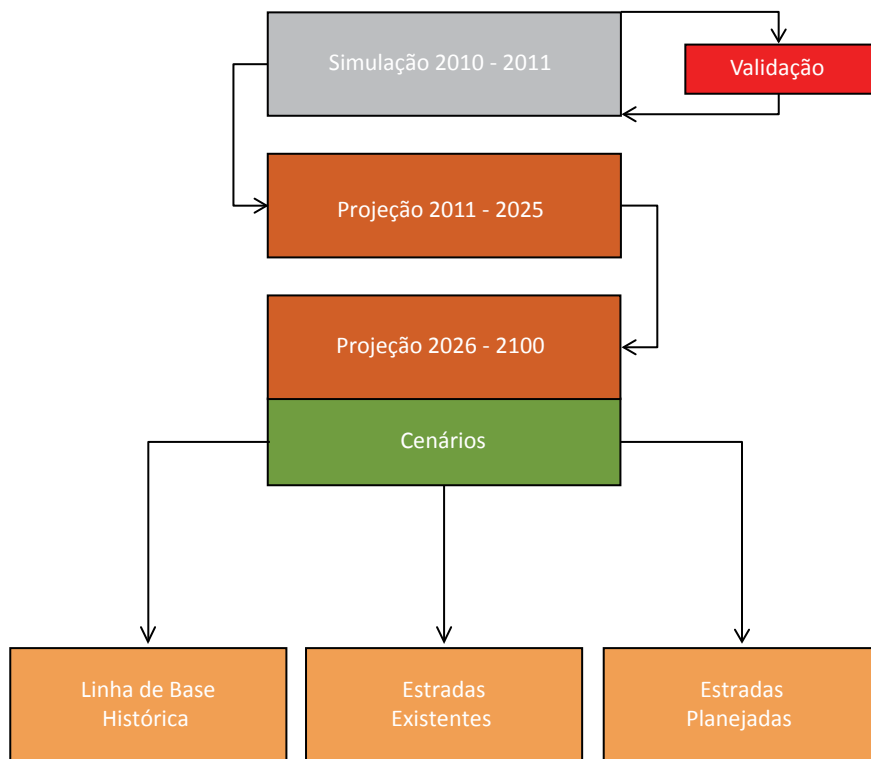 Simulação 2010 - 2011
Validação
Projeção 2011 - 2025
Projeção 2026 - 2100
Cenários
Linha de Base
Histórica
Estradas
Existentes
Estradas
Planejadas